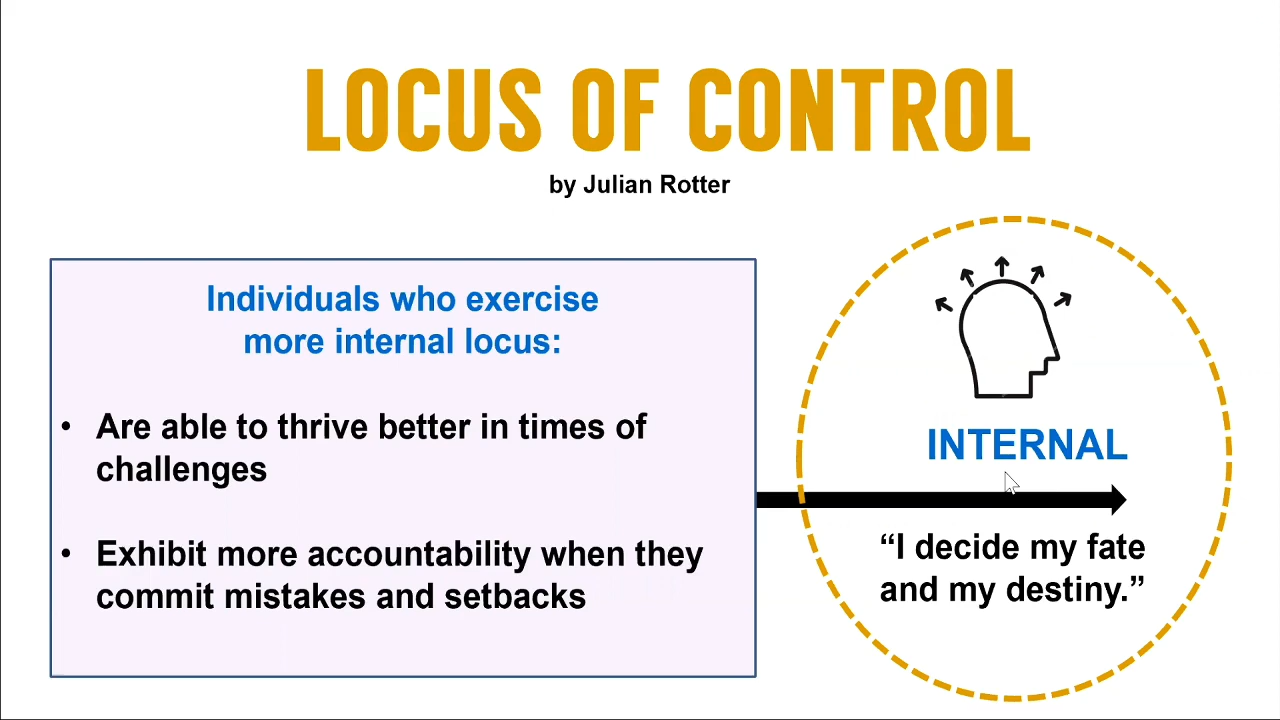 LOCUS OF CONTROL
by Julian Rotter
Individuals who exercise
more internal locus:
• Are able to thrive better in times of
challenges
• Exhibit more accountability when they
commit mistakes and setbacks
INTERNAL
“I decide my fate
and my destiny.”